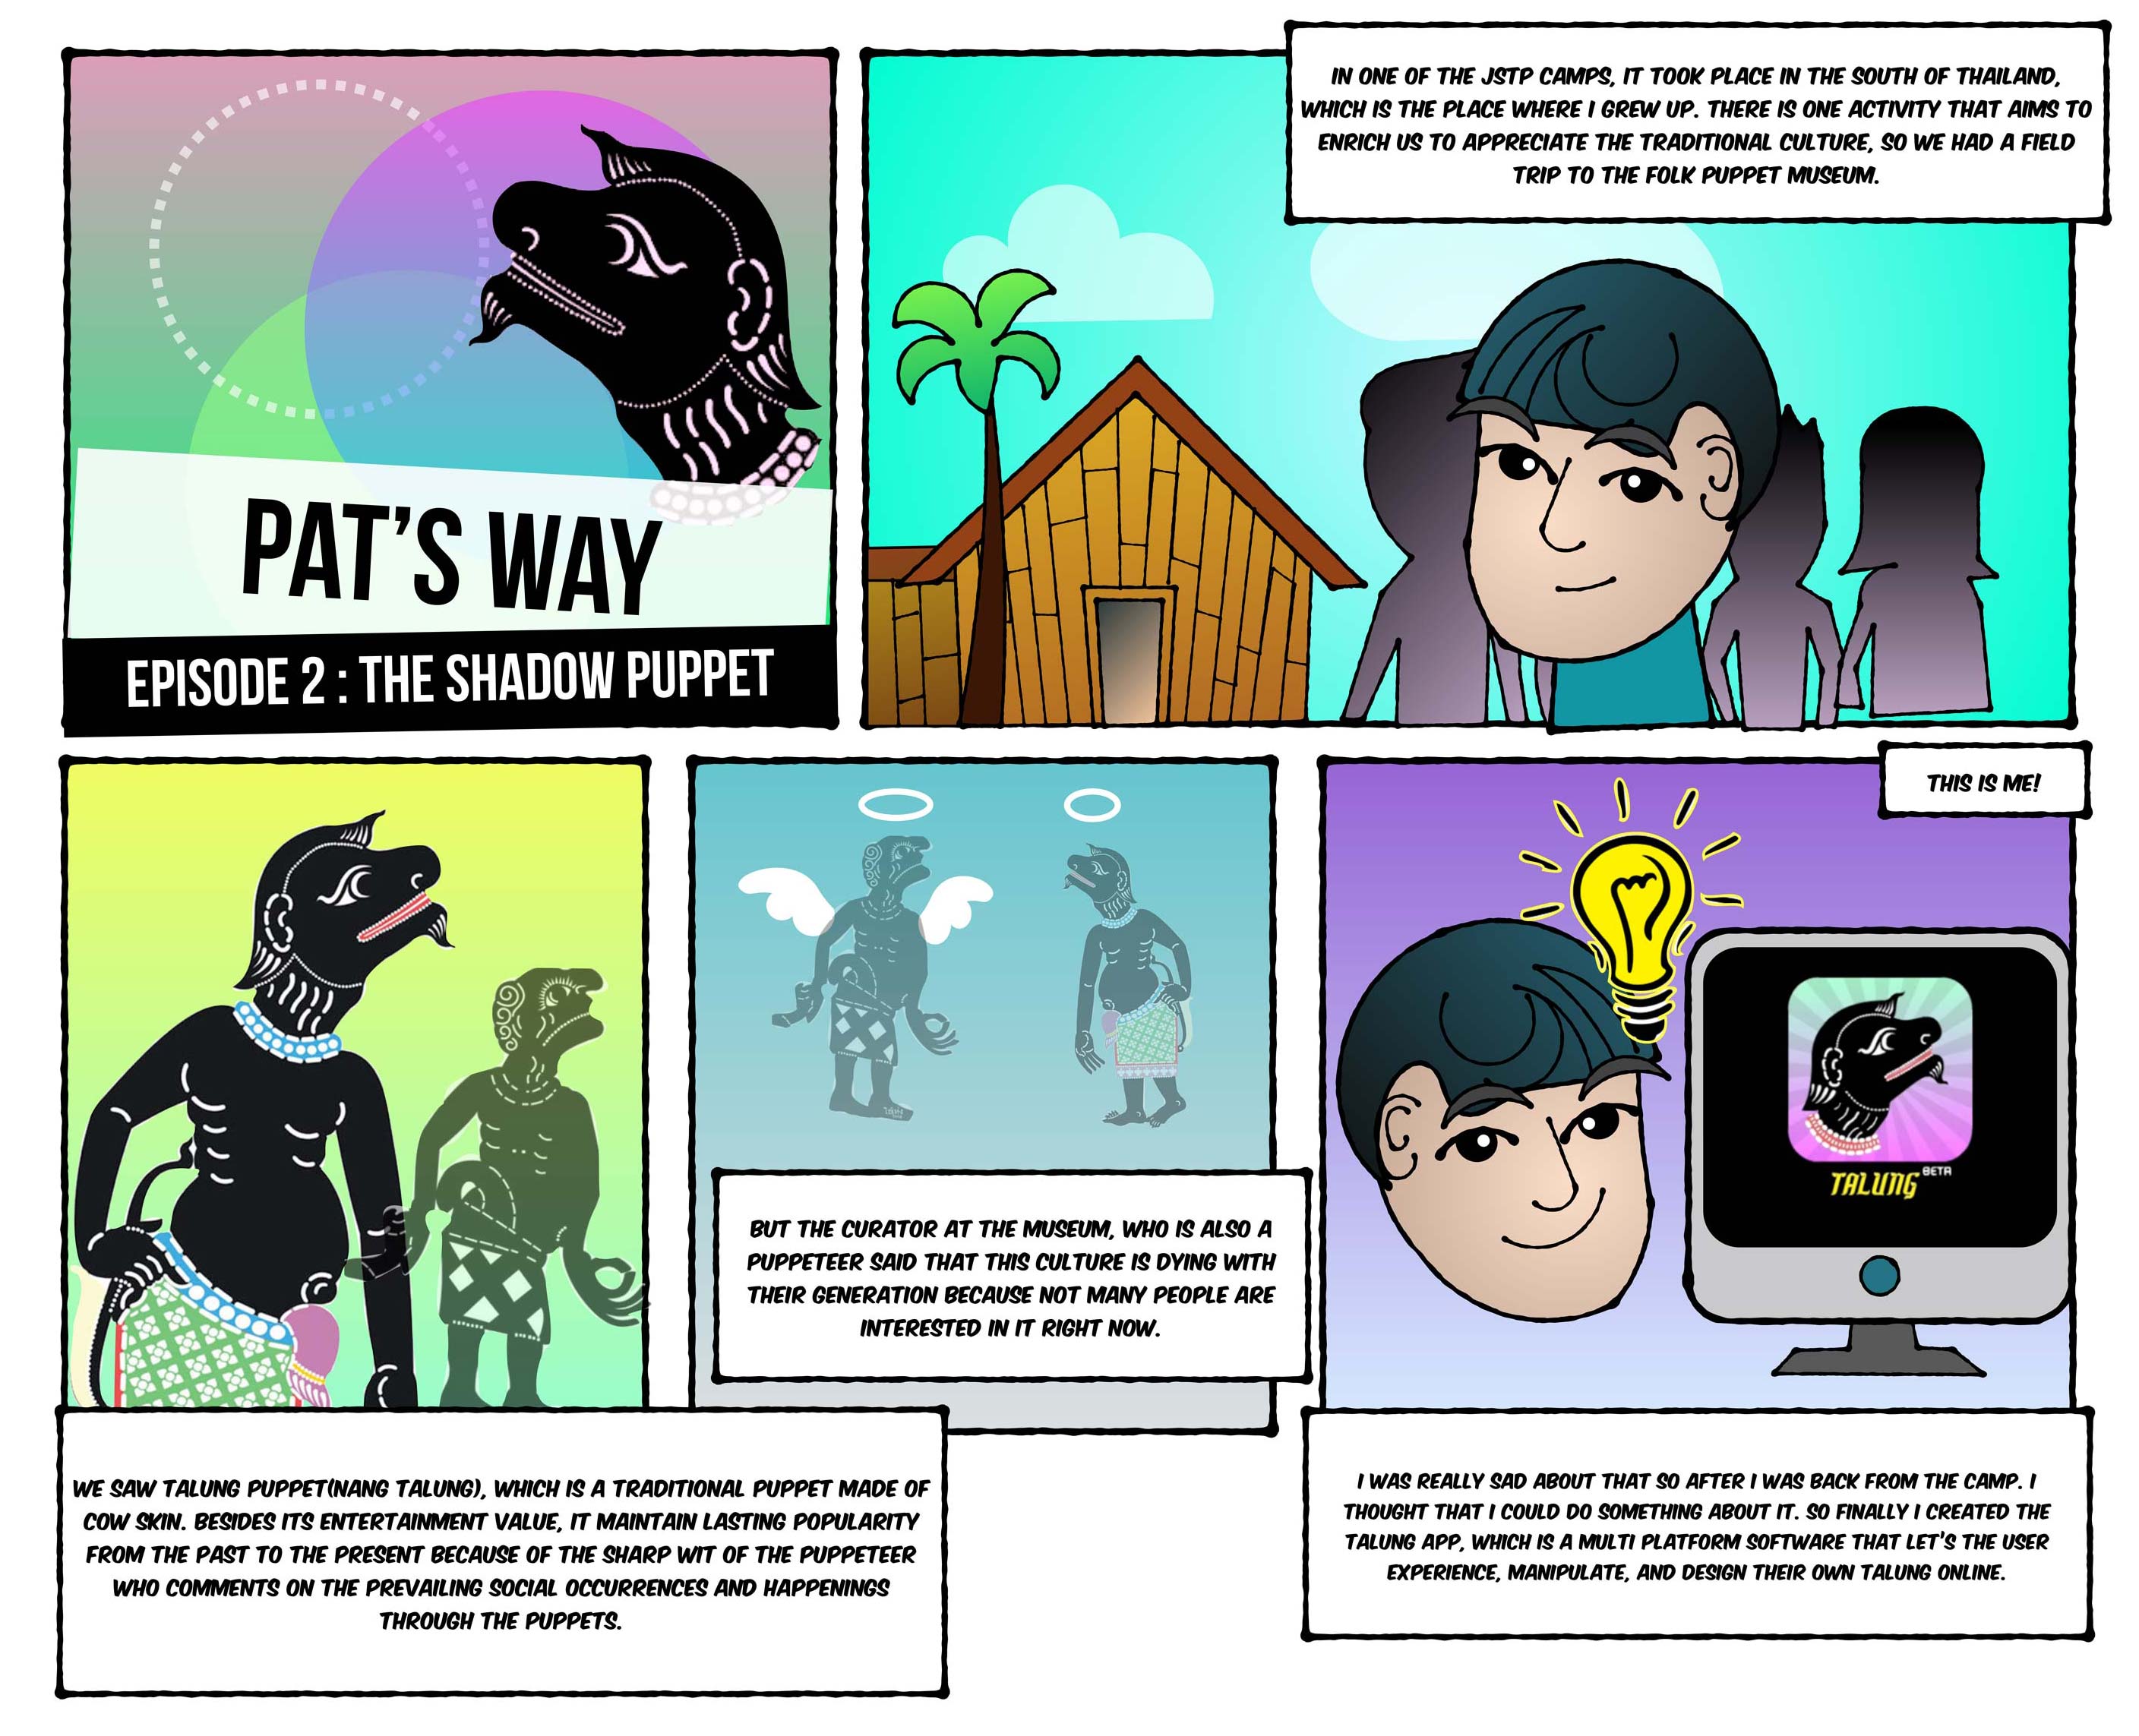 PAT'S WAY
EPISODE 2 : THE SHADOW PUPPET
IN ONE OF THE JSTP CAMPS, IT TOOK PLACE IN THE SOUTH OF THAILAND,
WHICH IS THE PLACE WHERE I GREW UP. THERE IS ONE ACTIVITY THAT AIMS TO
ENRICH US TO APPRECIATE THE TRADITIONAL CULTURE, SO WE HAD A FIELD
TRIP TO THE FOLK PUPPET MUSEUM.
WE SAW TALUNG PUPPET(NANG TALUNG), WHICH IS A TRADITIONAL PUPPET MADE OF
COW SKIN. BESIDES ITS ENTERTAINMENT VALUE, IT MAINTAIN LASTING POPULARITY
FROM THE PAST TO THE PRESENT BECAUSE OF THE SHARP WIT OF THE PUPPETEER
WHO COMMENTS ON THE PREVAILING SOCIAL OCCURRENCES AND HAPPENINGS
THROUGH THE PUPPETS.
BUT THE CURATOR AT THE MUSEUM, WHO IS ALSO A
PUPPETEER SAID THAT THIS CULTURE IS DYING WITH
THEIR GENERATION BECAUSE NOT MANY PEOPLE ARE
INTERESTED IN IT RIGHT NOW.
THIS IS ME!
TALUNG BETA
I WAS REALLY SAD ABOUT THAT SO AFTER I WAS BACK FROM THE CAMP. I
THOUGHT THAT I COULD DO SOMETHING ABOUT IT. SO FINALLY I CREATED THE
TALUNG APP, WHICH IS A MULTI PLATFORM SOFTWARE THAT LET'S THE USER
EXPERIENCE, MANIPULATE, AND DESIGN THEIR OWN TALUNG ONLINE.